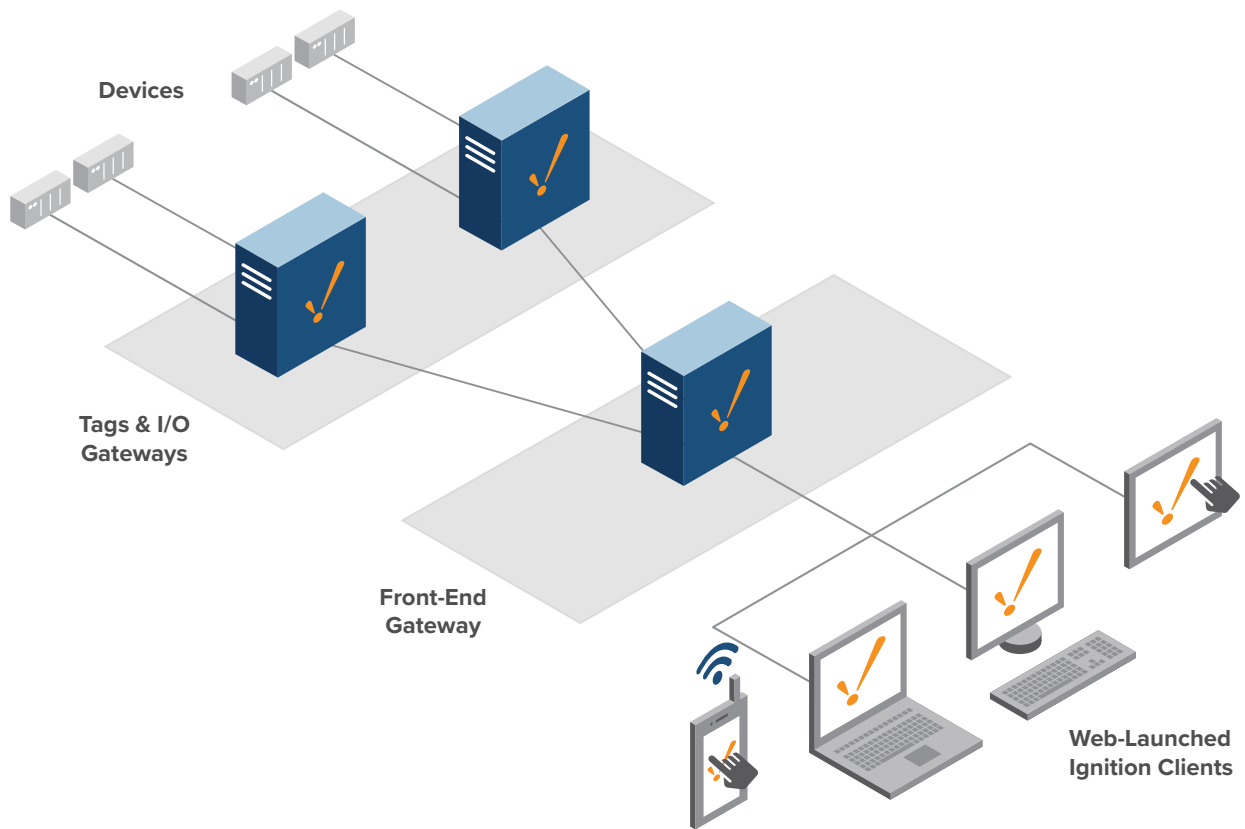 Devices
Tags & I/O
Gateways
Front-End
Gateway
Web-Launched
Ignition Clients